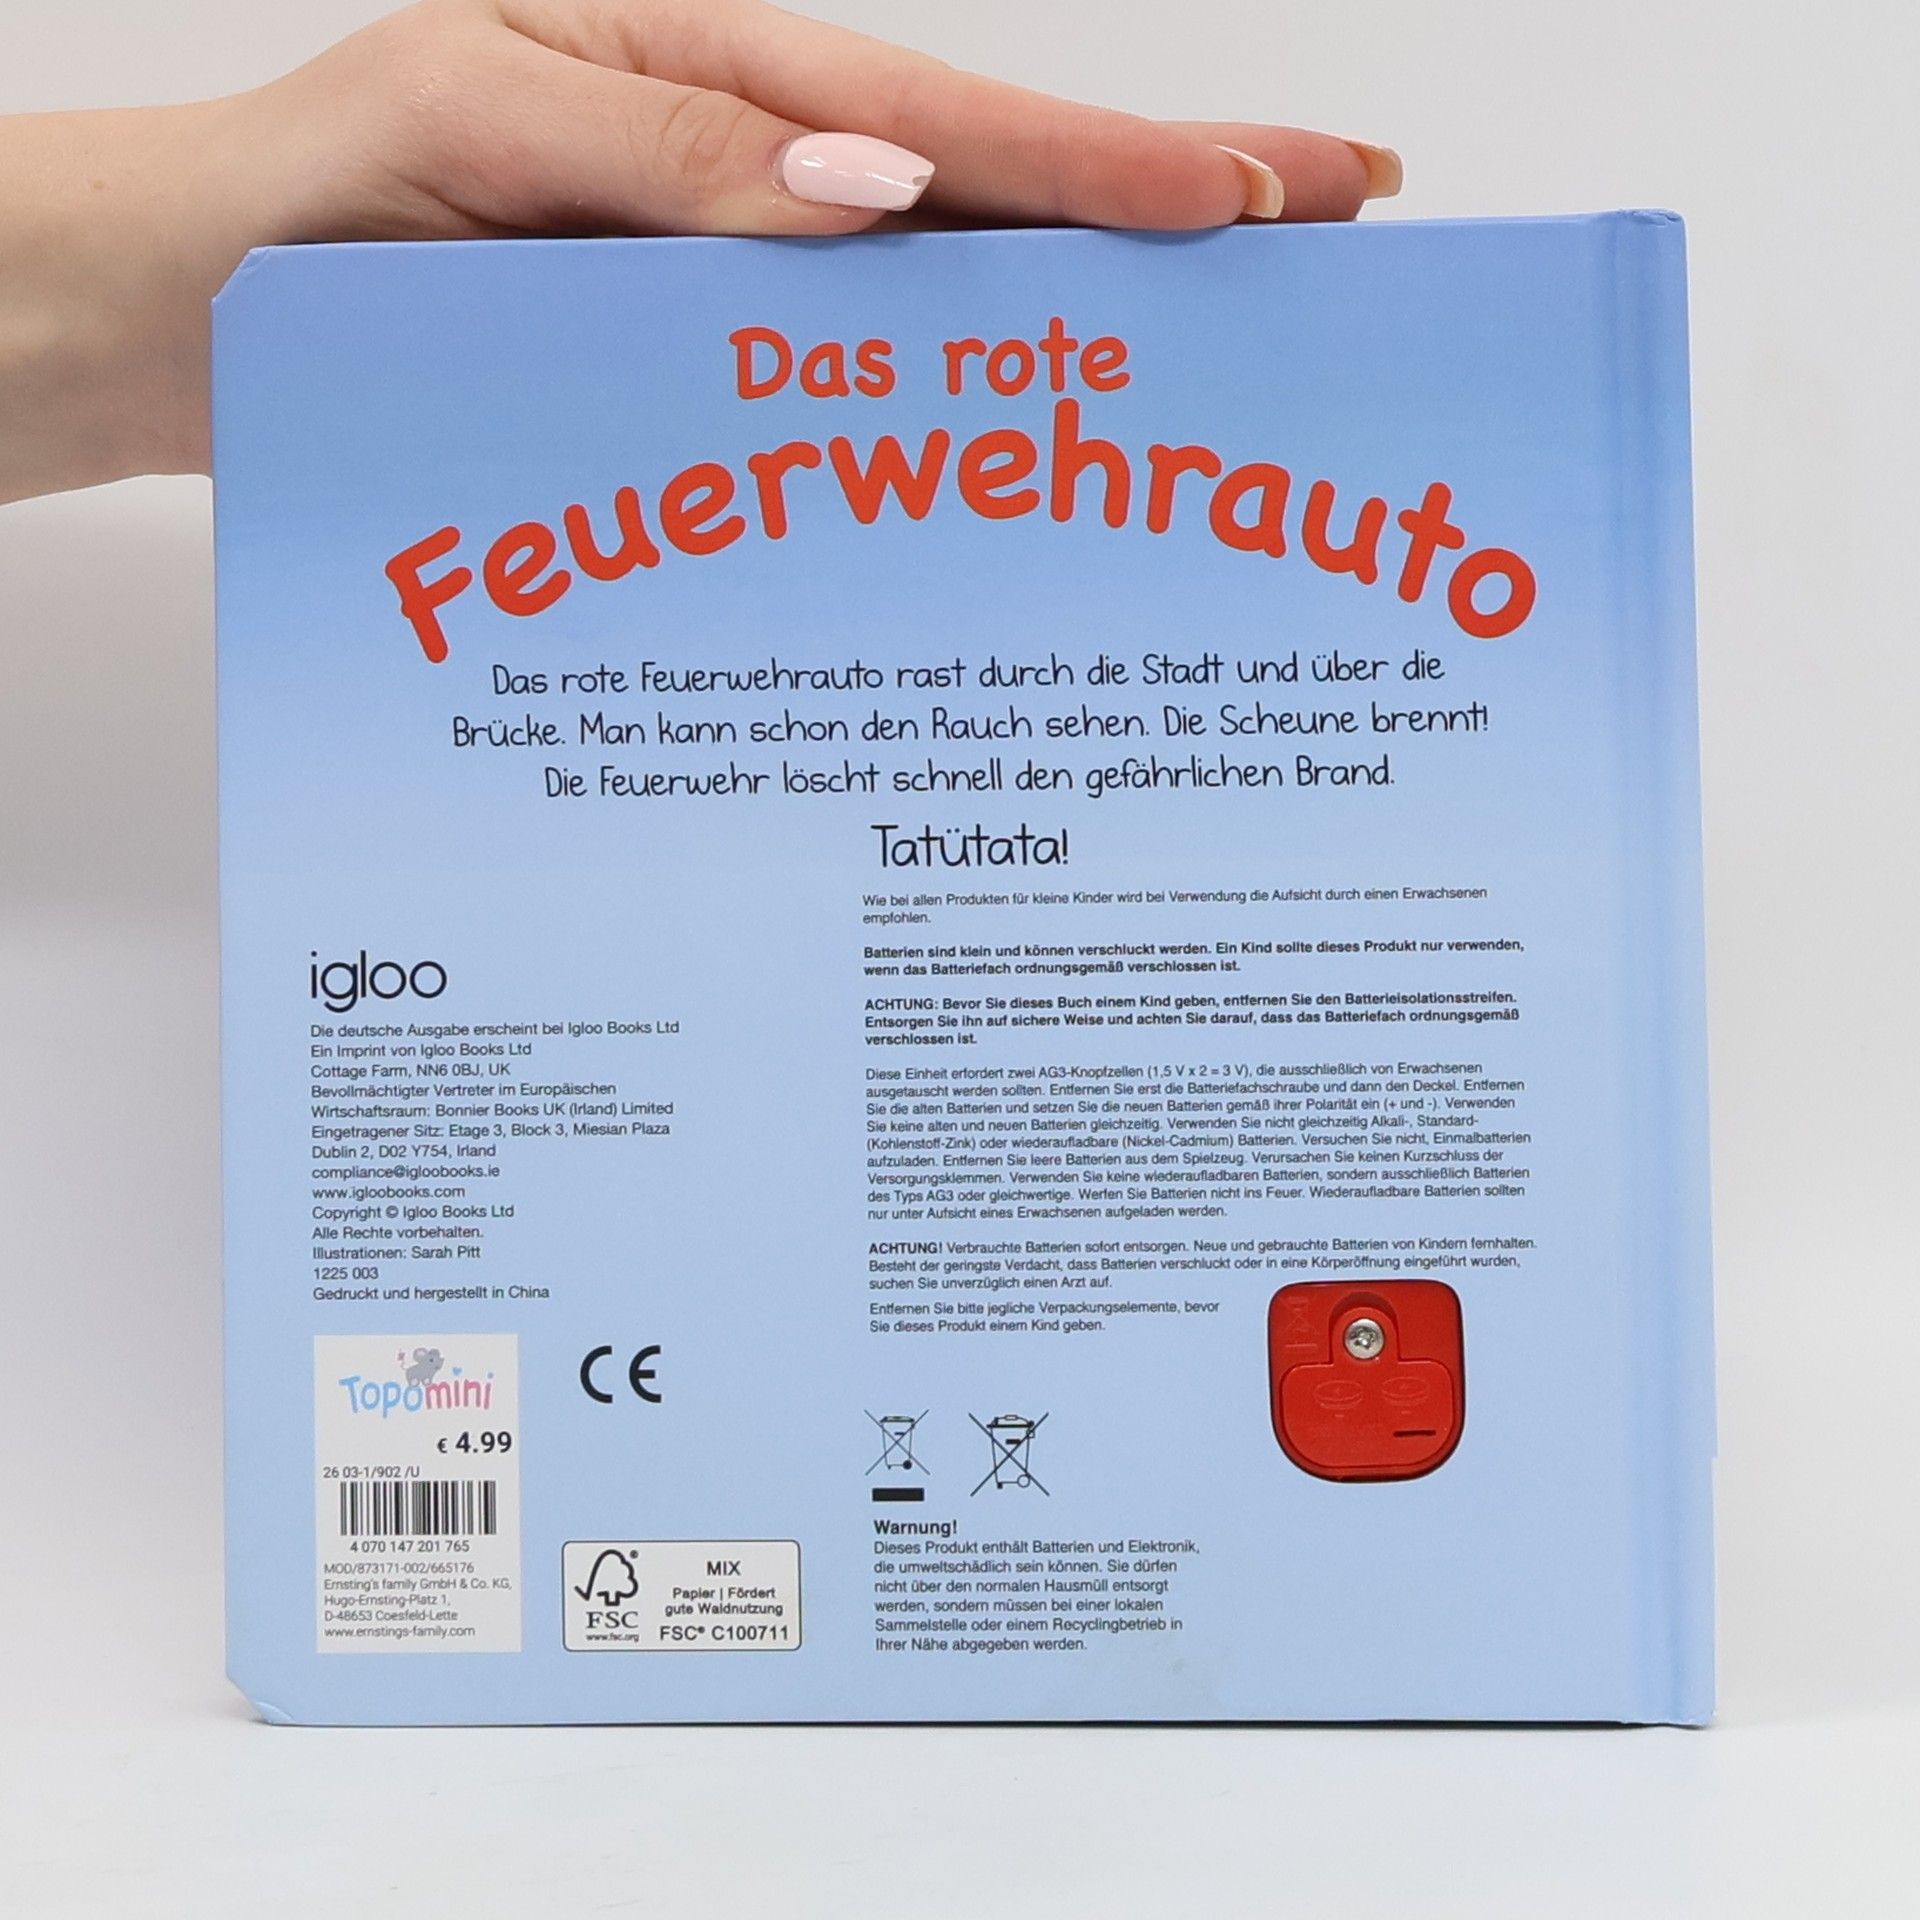 Das rote
Feuerwehrauto
Das rote Feuerwehrauto rast durch die Stadt und über die
Brücke. Man kann schon den Rauch sehen. Die Scheune brennt!
Die Feuerwehr löscht schnell den gefährlichen Brand.
Tatütata!
Wie bei allen Produkten für kleine Kinder wird bei Verwendung die Aufsicht durch einen Erwachsenen
empfohlen.
Batterien sind klein und können verschluckt werden. Ein Kind sollte dieses Produkt nur verwenden,
wenn das Batteriefach ordnungsgemäß verschlossen ist.
ACHTUNG: Bevor Sie dieses Buch einem Kind geben, entfernen Sie den Batterieisolationsstreifen.
Entsorgen Sie ihn auf sichere Weise und achten Sie darauf, dass das Batteriefach ordnungsgemäß
verschlossen ist.
Diese Einheit erfordert zwei AG3-Knopfzellen (1,5 V x 2 = 3 V), die ausschließlich von Erwachsenen
ausgetauscht werden sollten. Entfernen Sie erst die Batteriefachschraube und dann den Deckel. Entfernen
Sie die alten Batterien und setzen Sie die neuen Batterien gemäß ihrer Polarität ein (+ und -). Verwenden
Sie keine alten und neuen Batterien gleichzeitig. Verwenden Sie nicht gleichzeitig Alkali-, Standard-
(Kohlenstoff-Zink) oder wiederaufladbare (Nickel-Cadmium) Batterien. Versuchen Sie nicht, Einmalbatterien
aufzuladen. Entfernen Sie leere Batterien aus dem Spielzeug. Verursachen Sie keinen Kurzschluss der
Versorgungsklemmen. Verwenden Sie keine wiederaufladbaren Batterien, sondern ausschließlich Batterien
des Typs AG3 oder gleichwertige. Werfen Sie Batterien nicht ins Feuer. Wiederaufladbare Batterien sollten
nur unter Aufsicht eines Erwachsenen aufgeladen werden.
ACHTUNG! Verbrauchte Batterien sofort entsorgen. Neue und gebrauchte Batterien von Kindern fernhalten.
Besteht der geringste Verdacht, dass Batterien verschluckt oder in eine Körperöffnung eingeführt wurden,
suchen Sie unverzüglich einen Arzt auf.
Entfernen Sie bitte jegliche Verpackungselemente, bevor
Sie dieses Produkt einem Kind geben.
igloo
Die deutsche Ausgabe erscheint bei Igloo Books Ltd
Ein Imprint von Igloo Books Ltd
Cottage Farm, NN6 0BJ, UK
Bevollmächtigter Vertreter im Europäischen
Wirtschaftsraum: Bonnier Books UK (Irland) Limited
Eingetragener Sitz: Etage 3, Block 3, Miesian Plaza
Dublin 2, D02 Y754, Irland
compliance@igloobooks.ie
www.igloobooks.com
Copyright © Igloo Books Ltd
Alle Rechte vorbehalten.
Illustrationen: Sarah Pitt
1225 003
Gedruckt und hergestellt in China
Topomini
€ 4.99
26 03-1/902 /U
4 070 147 201 765
MOD/873171-002/665176
Ernsting's family GmbH & Co. KG,
Hugo-Ernsting-Platz 1,
D-48653 Coesfeld-Lette
www.ernstings-family.com
CE
FSC
www.fsc.org
MIX
Papier | Fördert
gute Waldnutzung
FSC® C100711
Warnung!
Dieses Produkt enthält Batterien und Elektronik,
die umweltschädlich sein können. Sie dürfen
nicht über den normalen Hausmüll entsorgt
werden, sondern müssen bei einer lokalen
Sammelstelle oder einem Recyclingbetrieb in
Ihrer Nähe abgegeben werden.